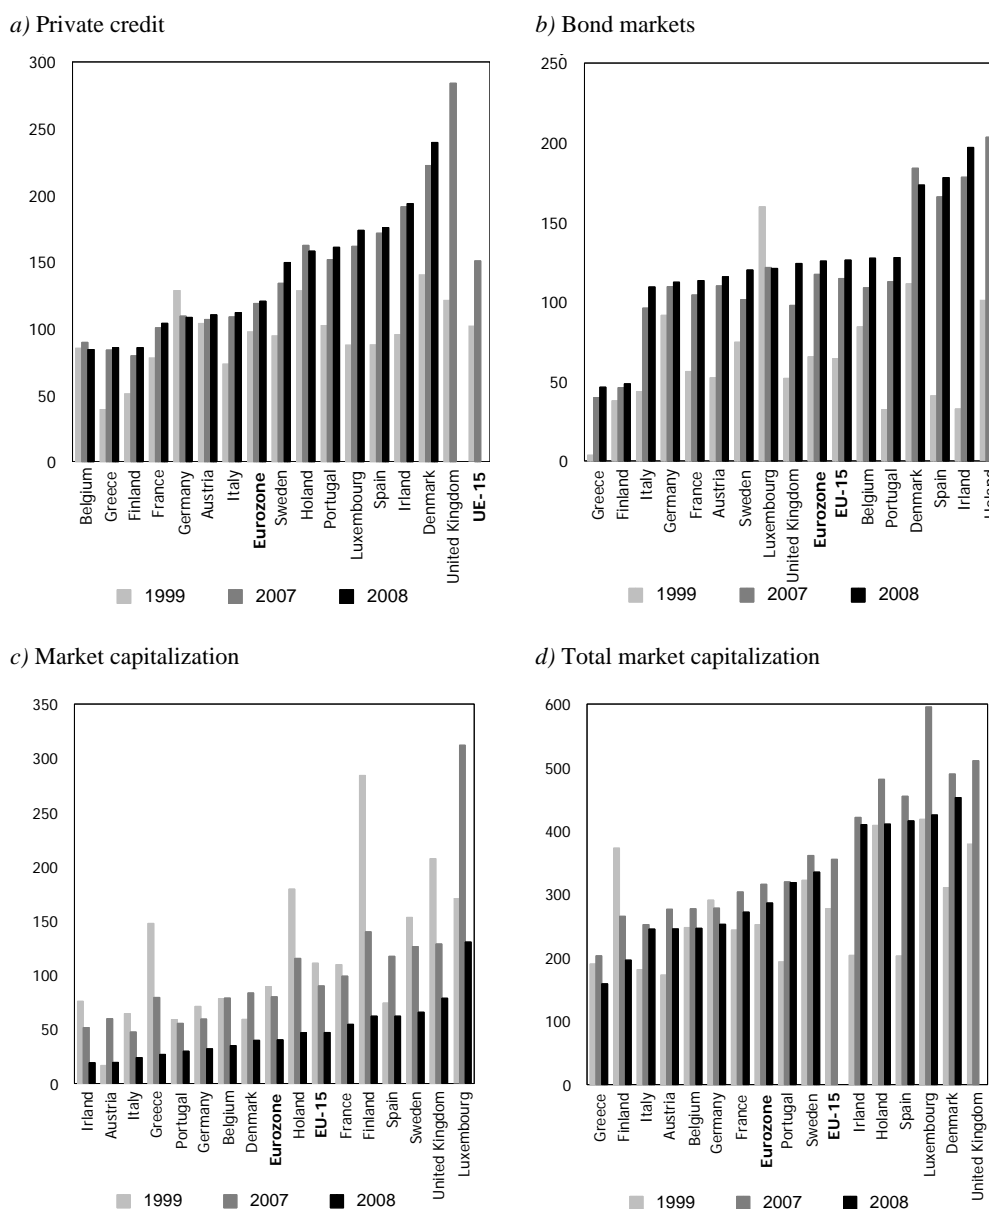 a) Private credit
300
250
200
150
100
50
0
Belgium
Greece
Finland
France
Germany
Austria
Italy
Eurozone
Sweden
Holand
Portugal
Luxembourg
Spain
Irland
Denmark
United Kingdom
UE-15
1999 2007 2008
b) Bond markets
250
200
150
100
50
0
Greece
Finland
Italy
Germany
France
Austria
Sweden
Luxembourg
United Kingdom
Eurozone
EU-15
Belgium
Portugal
Denmark
Spain
Irland
1999 2007 2008
c) Market capitalization
350
300
250
200
150
100
50
0
Irland
Austria
Italy
Greece
Portugal
Germany
Belgium
Denmark
Eurozone
Holand
EU-15
France
Finland
Spain
Sweden
United Kingdom
Luxembourg
1999 2007 2008
d) Total market capitalization
600
500
400
300
200
100
0
Greece
Finland
Italy
Austria
Belgium
Germany
France
Eurozone
Portugal
Sweden
EU-15
Irland
Holand
Spain
Luxembourg
Denmark
United Kingdom
1999 2007 2008